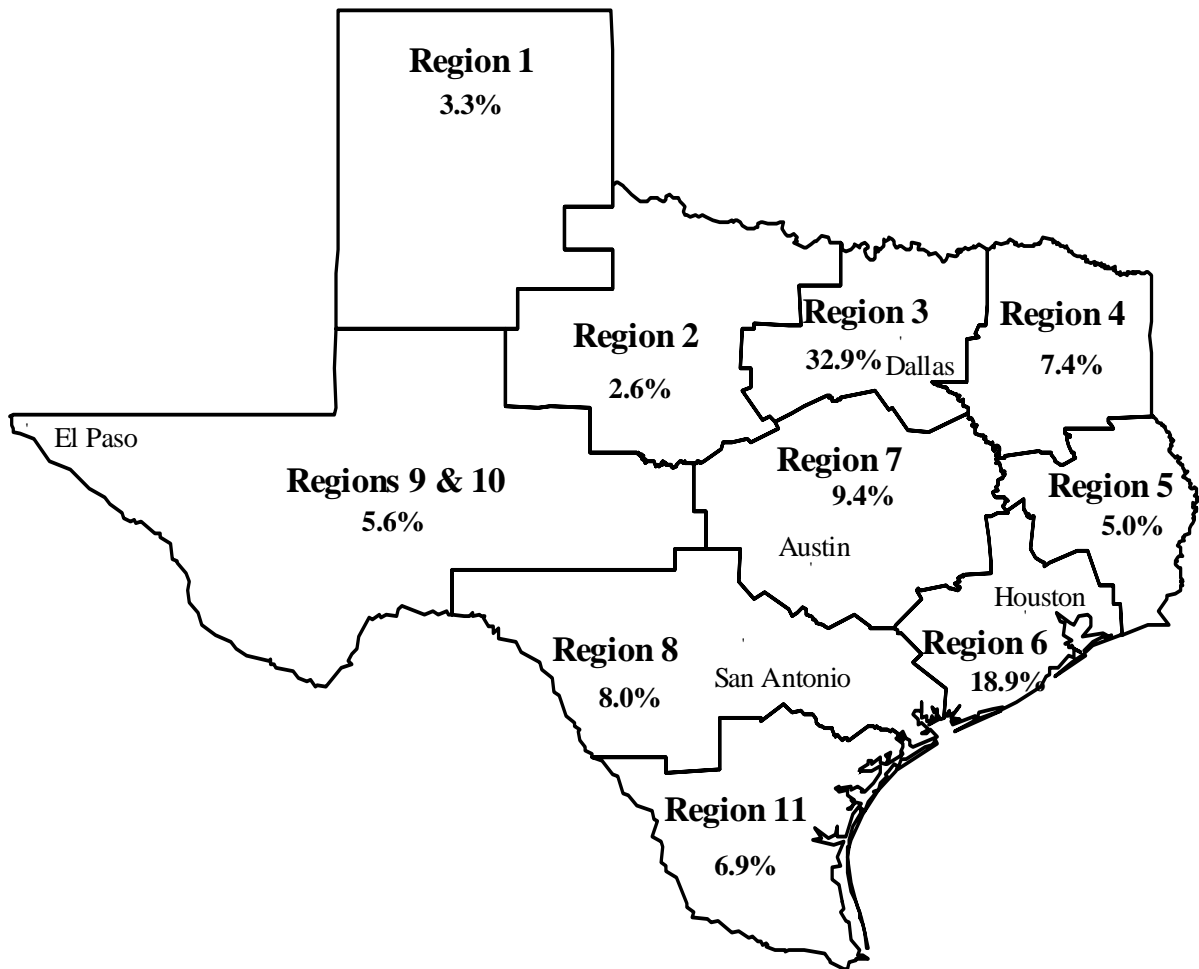 Region 1
3.3%
Region 2
2.6%
Region 3
32.9%
Dallas
Region 4
7.4%
El Paso
Regions 9 & 10
5.6%
Region 7
9.4%
Austin
Region 5
5.0%
Houston
Region 6
18.9%
Region 8
8.0%
San Antonio
Region 11
6.9%